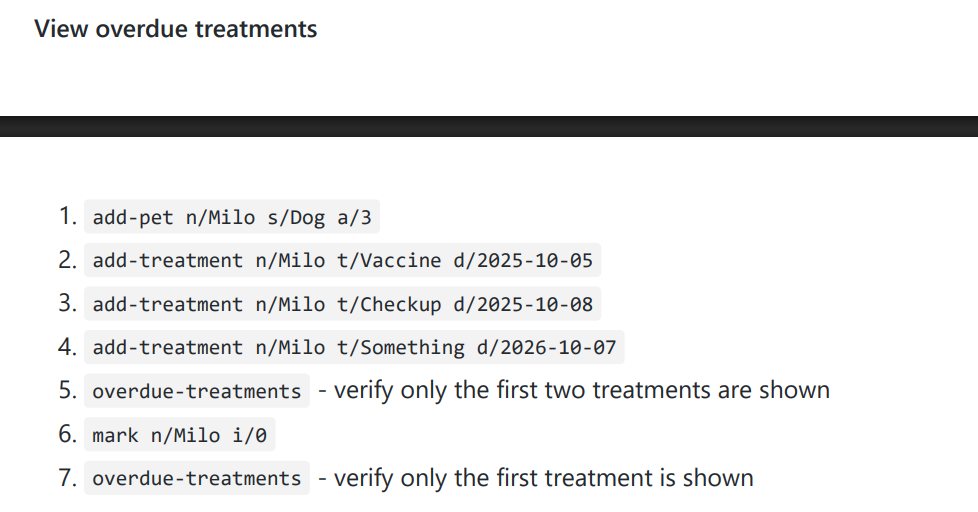 View overdue treatments
1. add-pet n/Milo s/Dog a/3
2. add-treatment n/Milo t/Vaccine d/2025-10-05
3. add-treatment n/Milo t/Checkup d/2025-10-08
4. add-treatment n/Milo t/Something d/2026-10-07
5. overdue-treatments - verify only the first two treatments are shown
6. mark n/Milo i/0
7. overdue-treatments - verify only the first treatment is shown